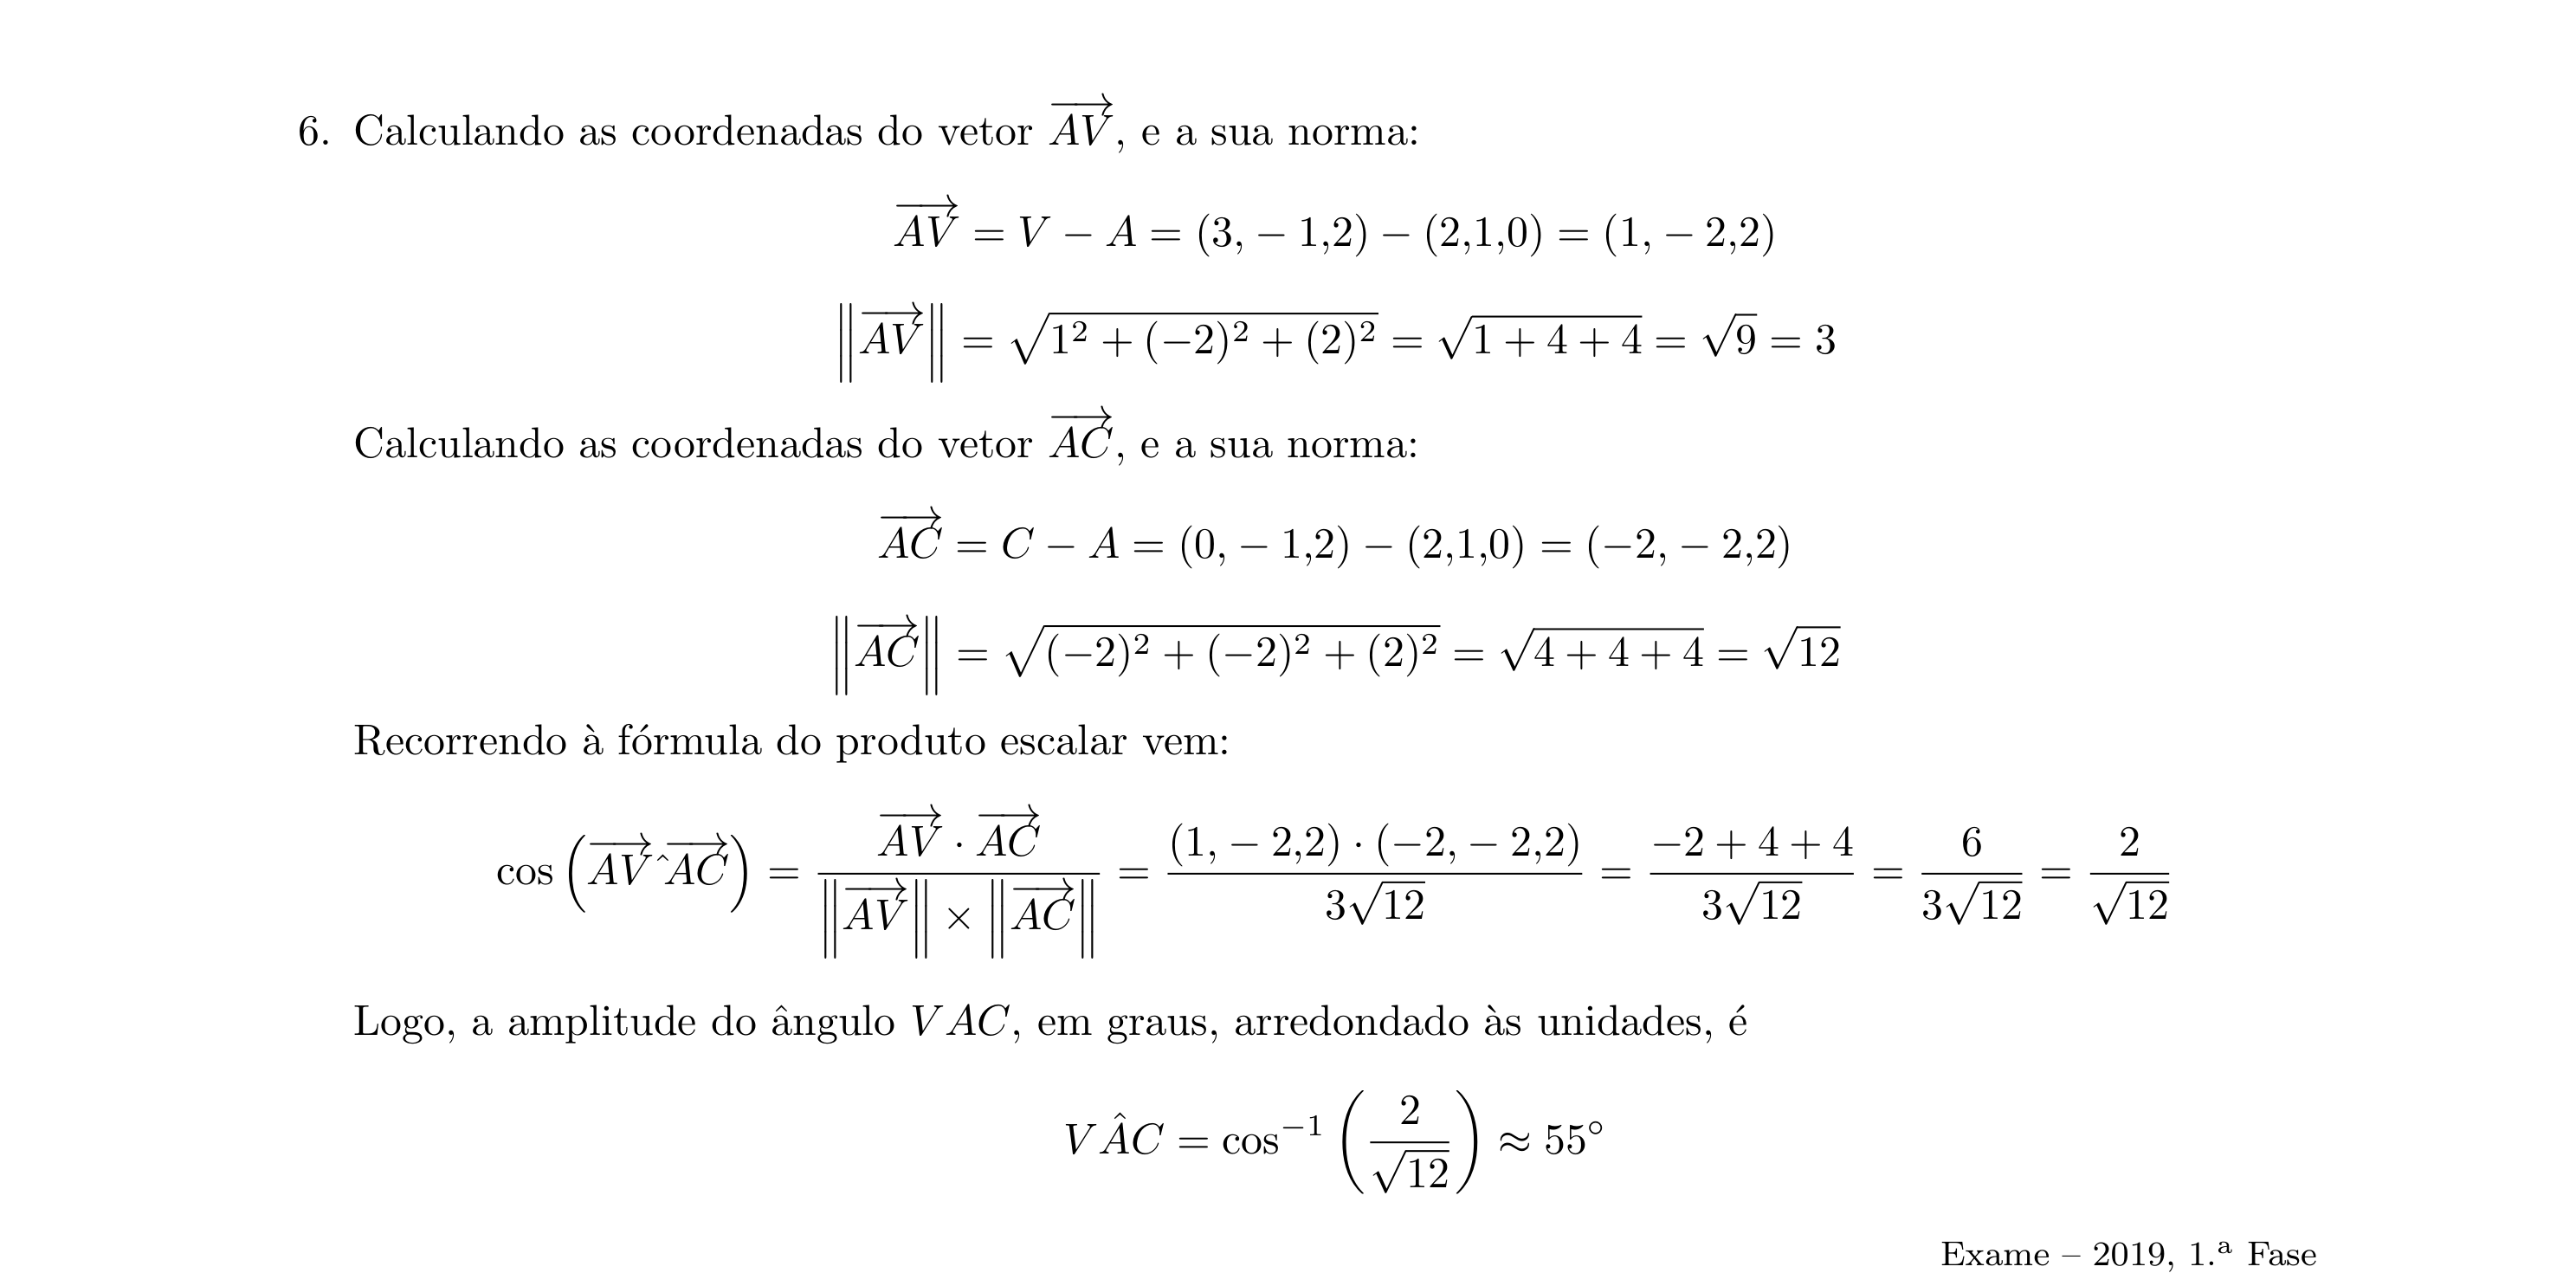 6. Calculando as coordenadas do vetor $\overrightarrow{AV}$, e a sua norma:
$\overrightarrow{AV} = V - A = (3, -1{,}2) - (2{,}1{,}0) = (1, -2{,}2)$
$\left\|\overrightarrow{AV}\right\| = \sqrt{1^2 + (-2)^2 + (2)^2} = \sqrt{1 + 4 + 4} = \sqrt{9} = 3$
Calculando as coordenadas do vetor $\overrightarrow{AC}$, e a sua norma:
$\overrightarrow{AC} = C - A = (0, -1{,}2) - (2{,}1{,}0) = (-2, -2{,}2)$
$\left\|\overrightarrow{AC}\right\| = \sqrt{(-2)^2 + (-2)^2 + (2)^2} = \sqrt{4 + 4 + 4} = \sqrt{12}$
Recorrendo à fórmula do produto escalar vem:
$\cos\left(\overrightarrow{AV}\hat{\ }\overrightarrow{AC}\right) = \frac{\overrightarrow{AV} \cdot \overrightarrow{AC}}{\left\|\overrightarrow{AV}\right\| \times \left\|\overrightarrow{AC}\right\|} = \frac{(1, -2{,}2) \cdot (-2, -2{,}2)}{3\sqrt{12}} = \frac{-2 + 4 + 4}{3\sqrt{12}} = \frac{6}{3\sqrt{12}} = \frac{2}{\sqrt{12}}$
Logo, a amplitude do ângulo $VAC$, em graus, arredondado às unidades, é
$V\hat{A}C = \cos^{-1}\left(\frac{2}{\sqrt{12}}\right) \approx 55^\circ$
Exame – 2019, 1.ª Fase